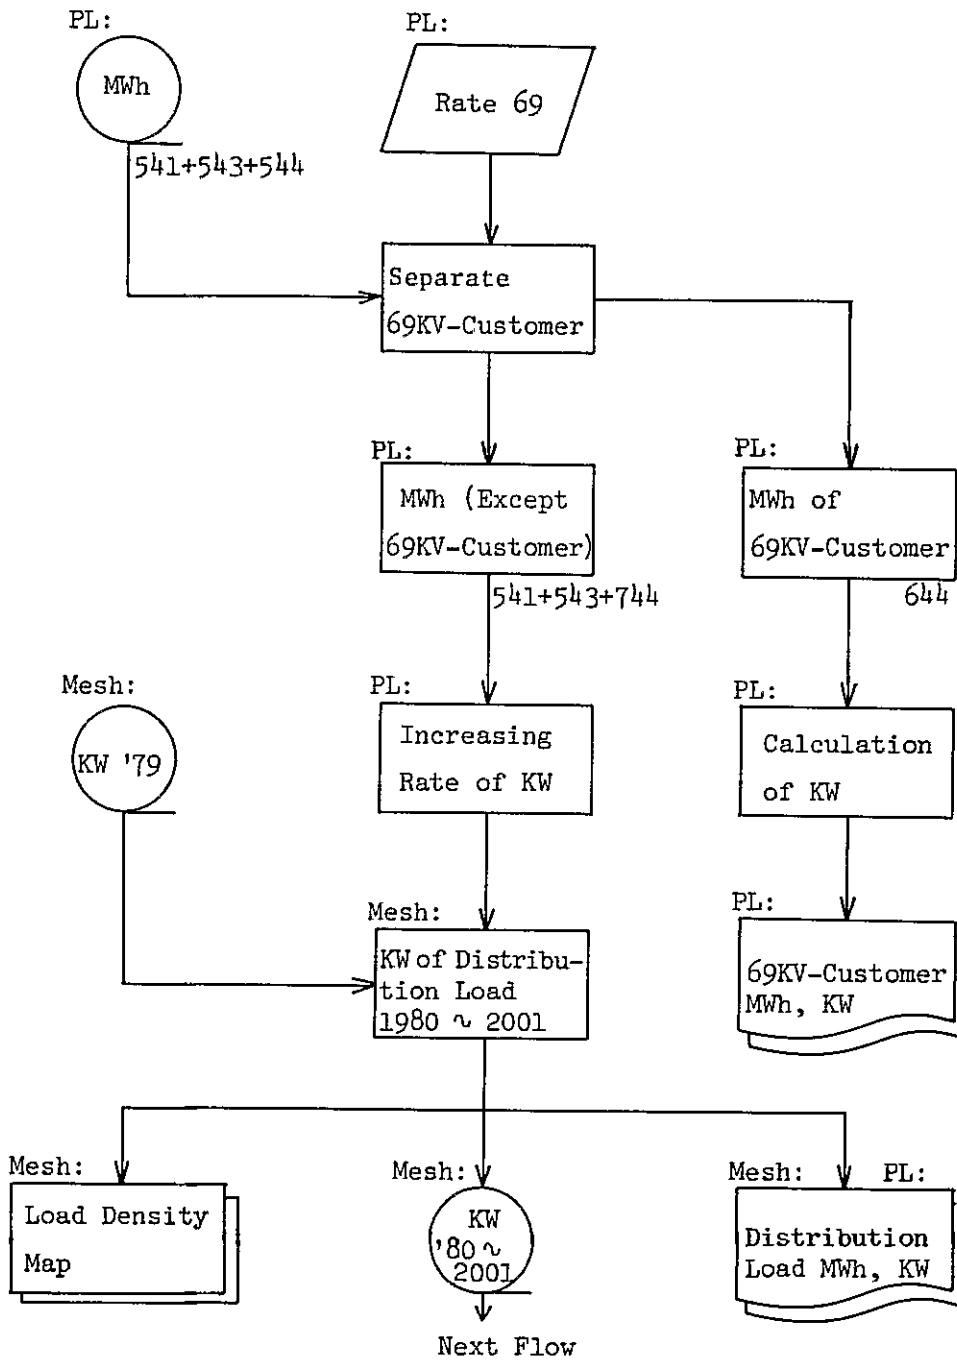 PL:
MWh
541+543+544
PL:
Rate 69
Separate
69KV-Customer
PL:
MWh (Except
69KV-Customer)
541+543+744
PL:
MWh of
69KV-Customer
644
Mesh:
KW '79
PL:
Increasing
Rate of KW
PL:
Calculation
of KW
Mesh:
KW of Distribu-
tion Load
1980 ~ 2001
PL:
69KV-Customer
MWh, KW
Mesh:
Load Density
Map
Mesh:
KW
'80 ~
2001
Next Flow
Mesh: PL:
Distribution
Load MWh, KW